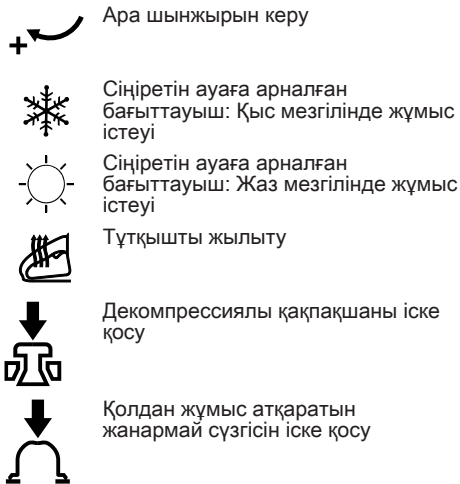 Ара шынжырын керу
Сіңіретін ауаға арналған
бағыттауыш: Қыс мезгілінде жұмыс
істеуі
Сіңіретін ауаға арналған
бағыттауыш: Жаз мезгілінде жұмыс
істеуі
Тұтқышты жылыту
Декомпрессиялы қақпақшаны іске
қосу
Қолдан жұмыс атқаратын
жанармай сүзгісін іске қосу